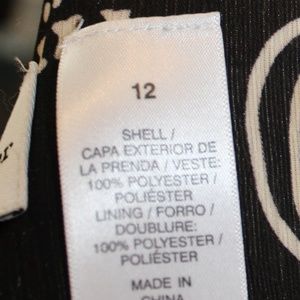 12
SHELL /
CAPA EXTERIOR DE
LA PRENDA / VESTE:
100% POLYESTER /
POLIÉSTER
LINING / FORRO /
DOUBLURE:
100% POLYESTER /
POLIÉSTER
MADE IN
CHINA